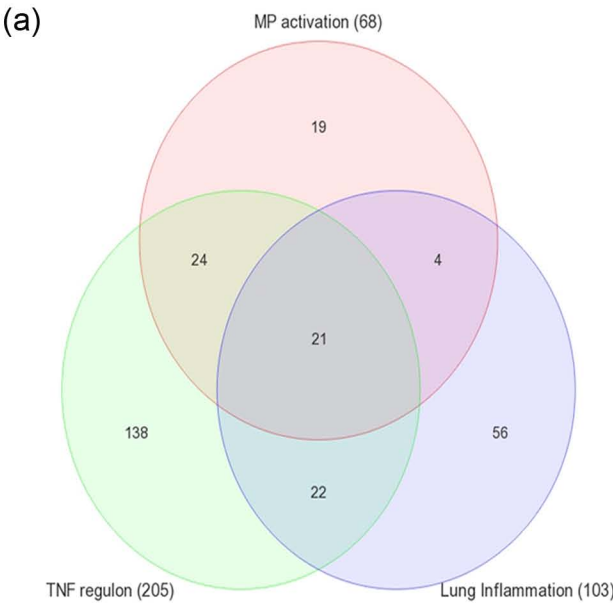 (a)
MP activation (68)
19
24
4
21
138
56
22
TNF regulon (205)
Lung Inflammation (103)